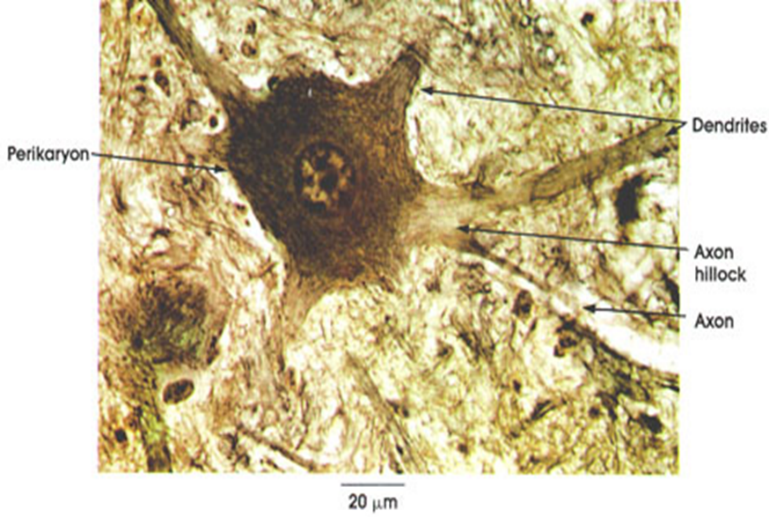 Dendrites
Perikaryon
Axon
hillock
Axon
20 μm